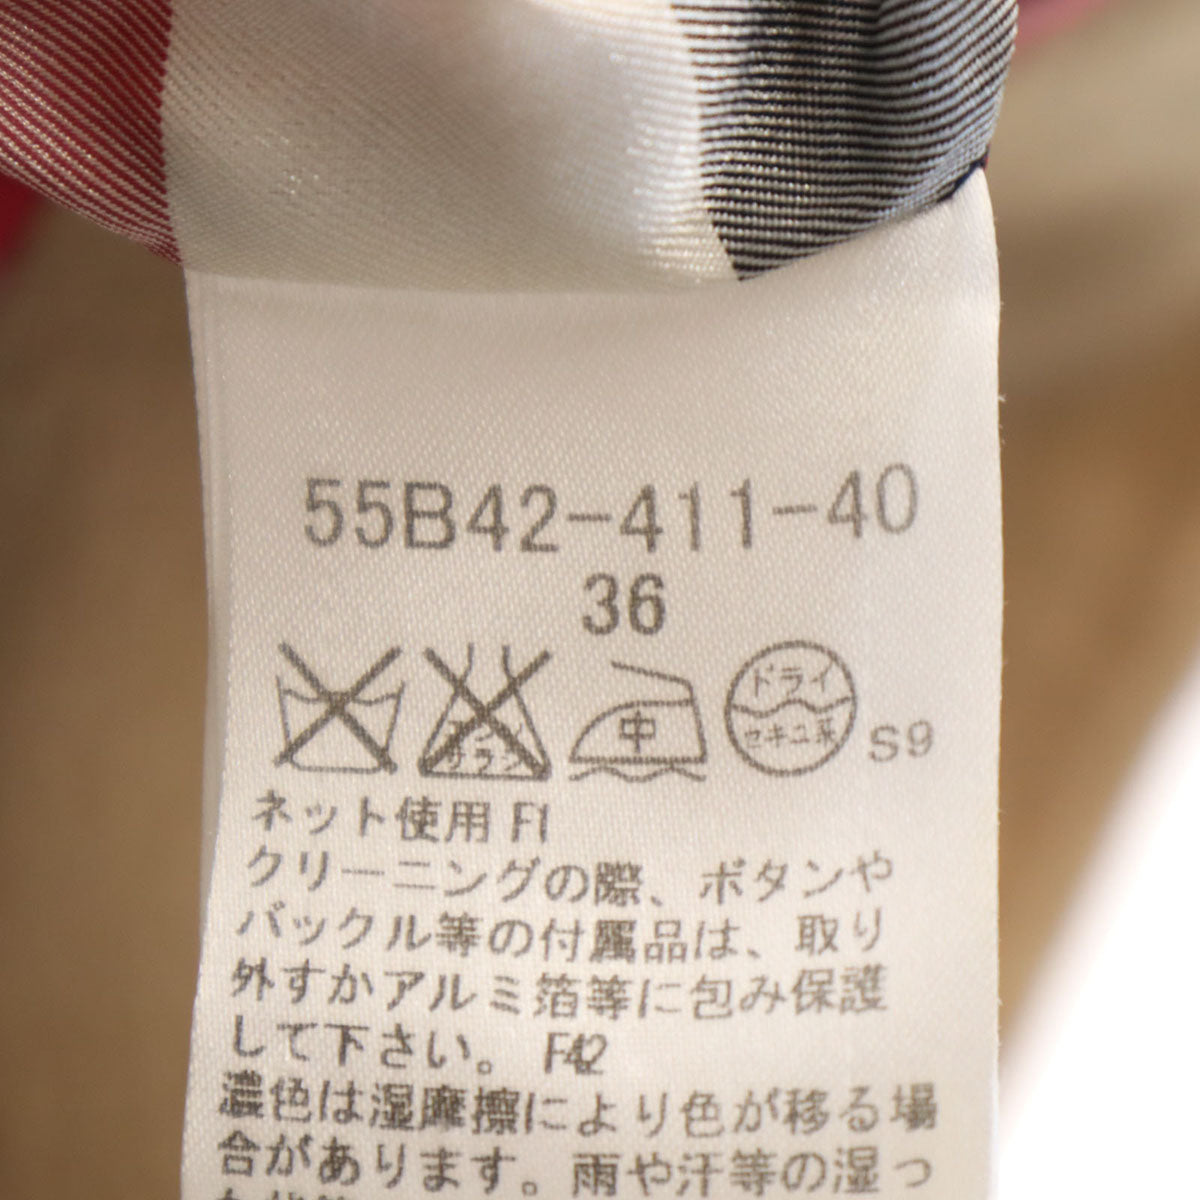 55B42-411-40
36
中 ドライ セキユ系 S9
ネット使用 F1
クリーニングの際、ボタンや
バックル等の付属品は、取り
外すかアルミ箔等に包み保護
して下さい。 F42
濃色は湿摩擦により色が移る場
合があります。雨や汗等の湿っ